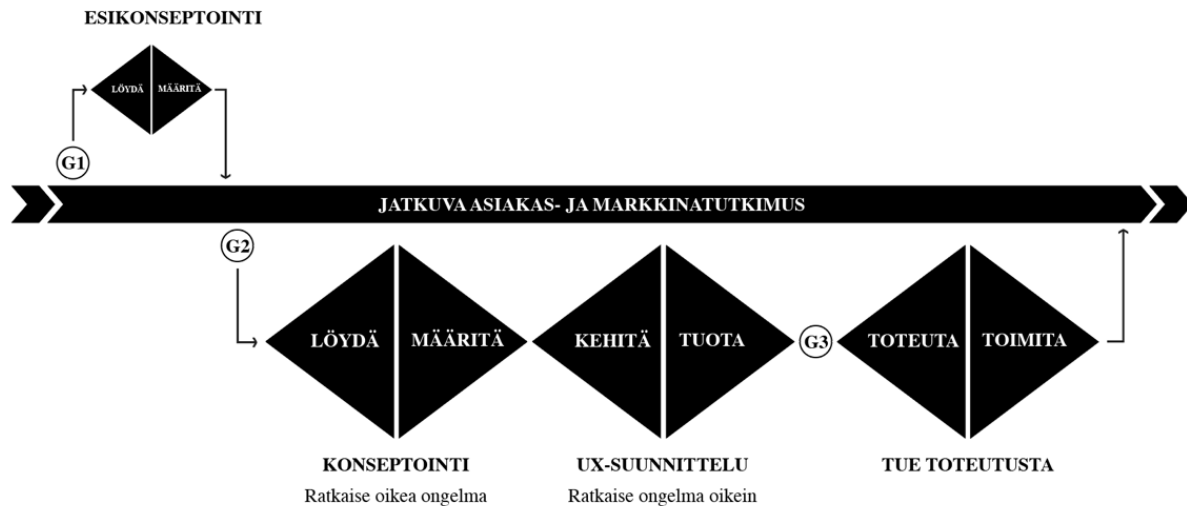 ESIKONSEPTOINTI
LÖYDÄ MÄÄRITÄ
G1
JATKUVA ASIAKAS- JA MARKKINATUTKIMUS
G2
LÖYDÄ MÄÄRITÄ KEHITÄ TUOTA G3 TOTEUTA TOIMITA
KONSEPTOINTI UX-SUUNNITTELU TUE TOTEUTUSTA
Ratkaise oikea ongelma Ratkaise ongelma oikein